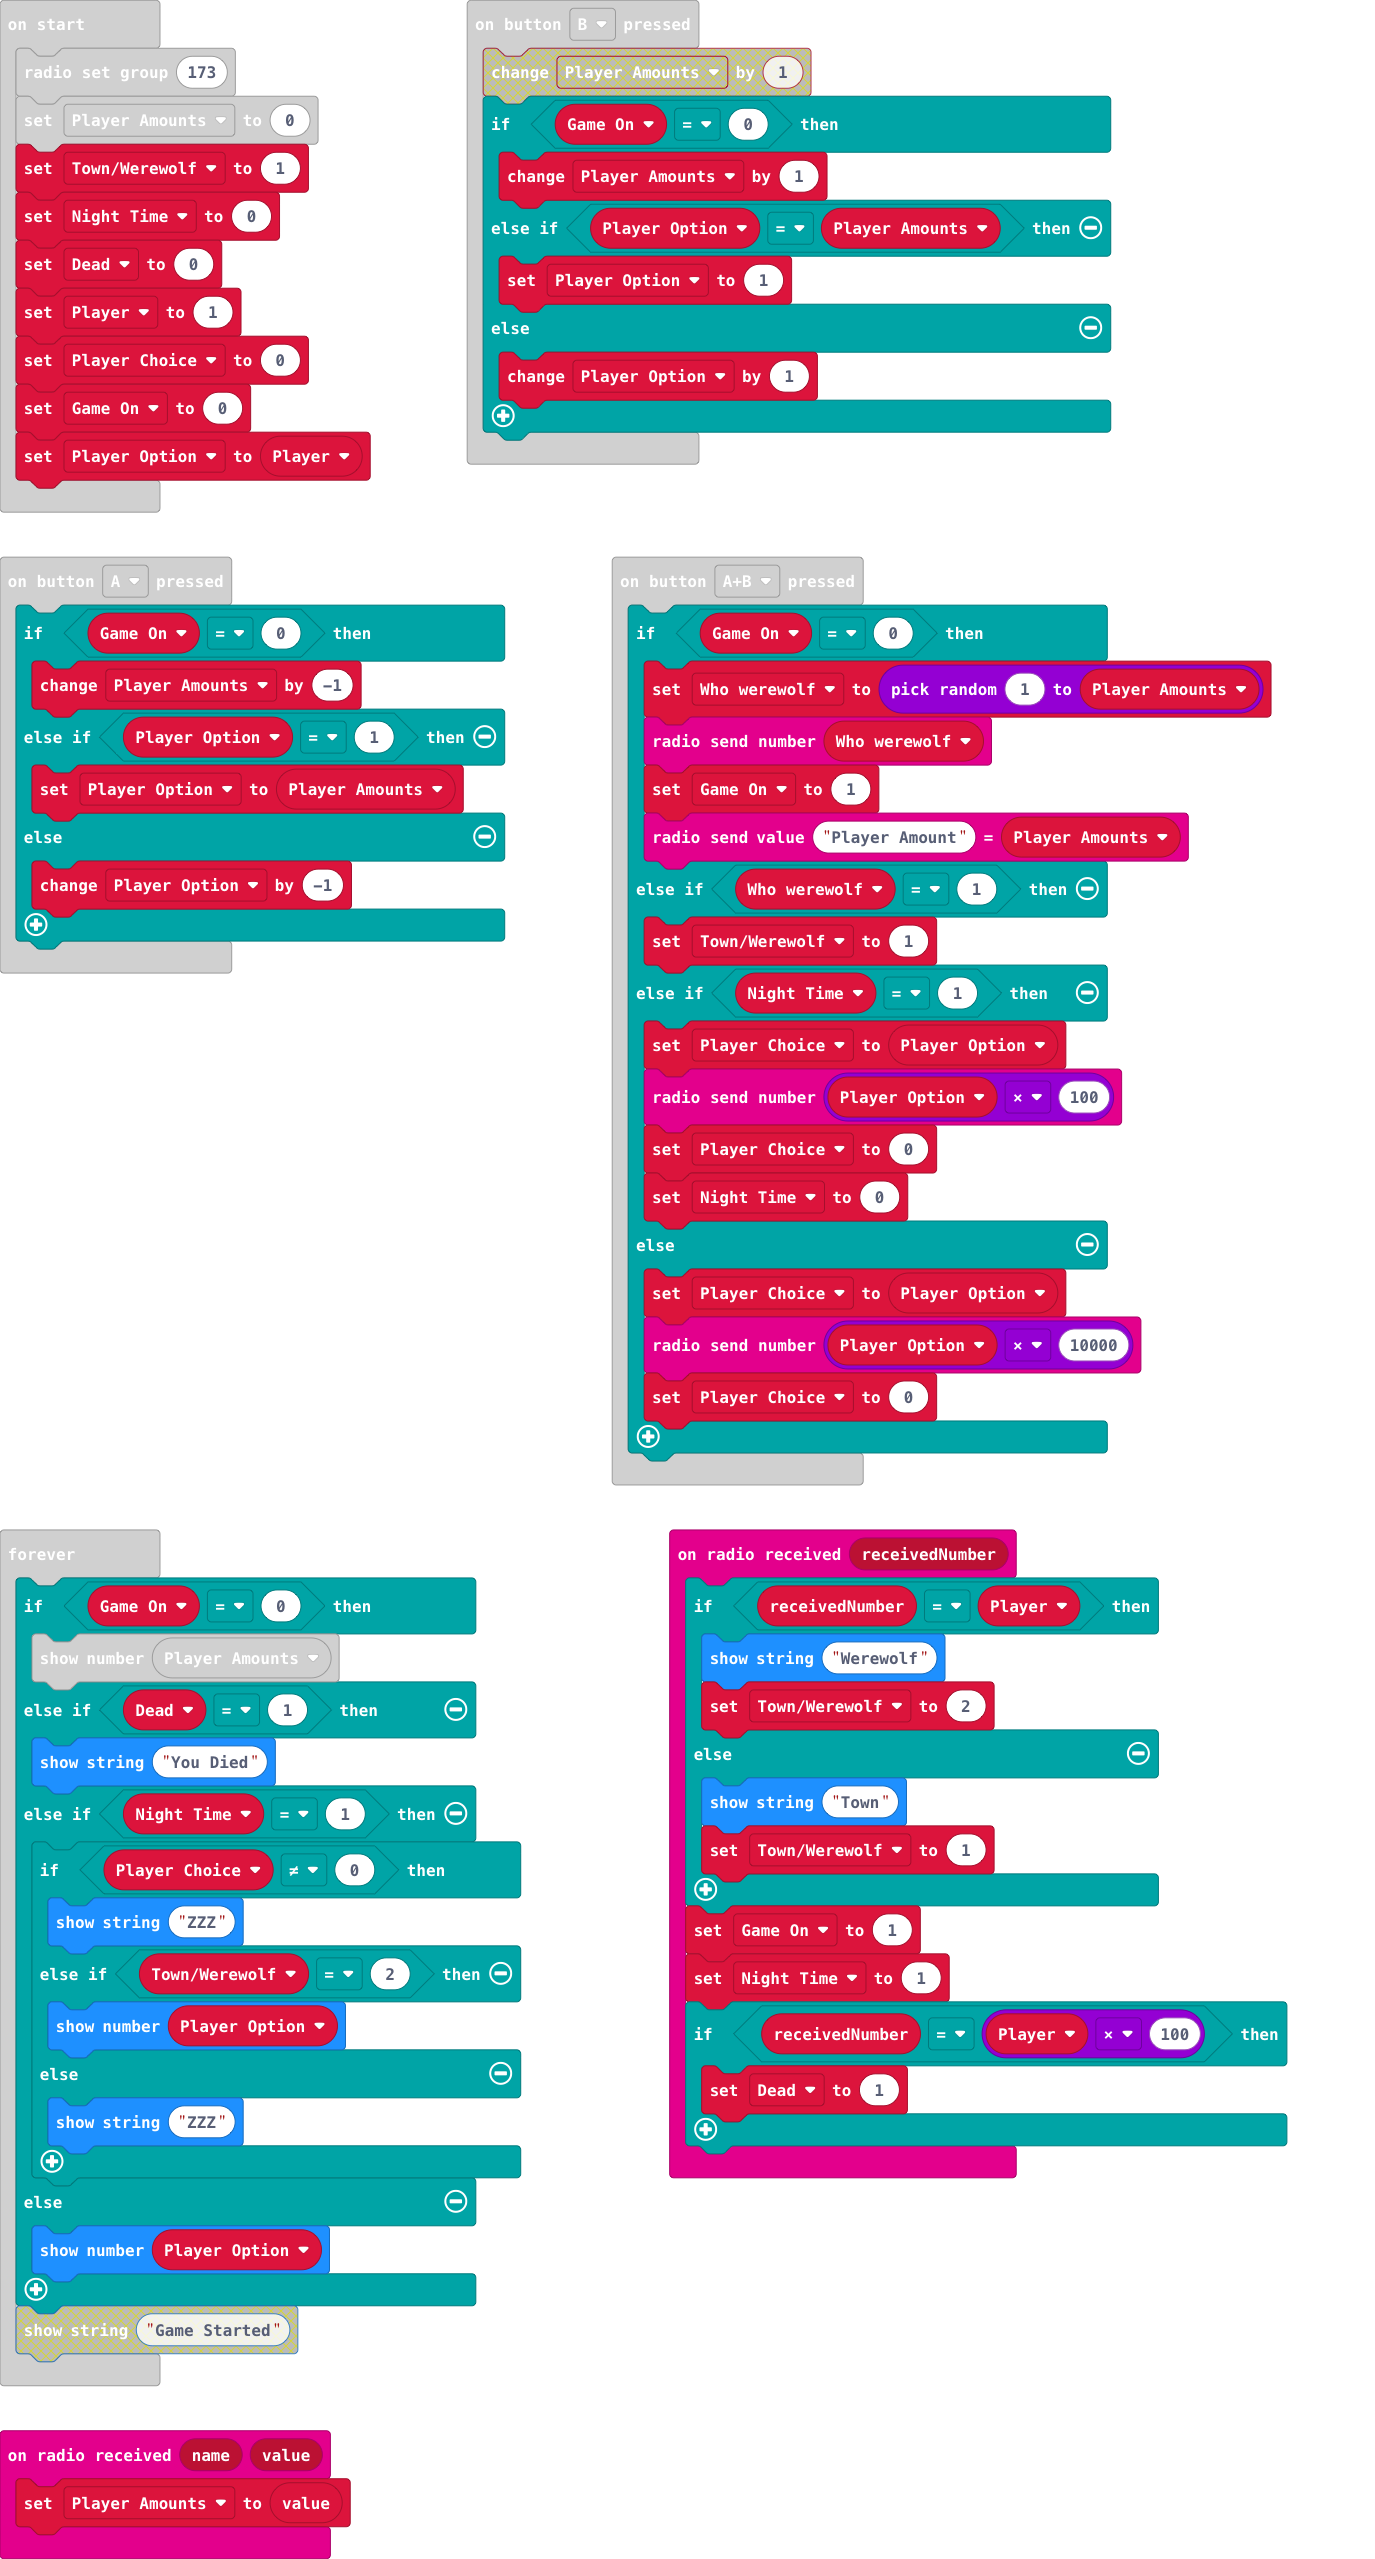 on start
radio set group 173
set Player Amounts to 0
set Town/Werewolf to 1
set Night Time to 0
set Dead to 0
set Player to 1
set Player Choice to 0
set Game On to 0
set Player Option to Player
on button B pressed
change Player Amounts by 1
if Game On = 0 then
change Player Amounts by 1
else if Player Option = Player Amounts then
set Player Option to 1
else
change Player Option by 1
on button A pressed
if Game On = 0 then
change Player Amounts by -1
else if Player Option = 1 then
set Player Option to Player Amounts
else
change Player Option by -1
on button A+B pressed
if Game On = 0 then
set Who werewolf to pick random 1 to Player Amounts
radio send number Who werewolf
set Game On to 1
radio send value "Player Amount" = Player Amounts
else if Who werewolf = 1 then
set Town/Werewolf to 1
else if Night Time = 1 then
set Player Choice to Player Option
radio send number Player Option × 100
set Player Choice to 0
set Night Time to 0
else
set Player Choice to Player Option
radio send number Player Option × 10000
set Player Choice to 0
forever
if Game On = 0 then
show number Player Amounts
else if Dead = 1 then
show string "You Died"
else if Night Time = 1 then
if Player Choice ≠ 0 then
show string "ZZZ"
else if Town/Werewolf = 2 then
show number Player Option
else
show string "ZZZ"
else
show number Player Option
show string "Game Started"
on radio received receivedNumber
if receivedNumber = Player then
show string "Werewolf"
set Town/Werewolf to 2
else
show string "Town"
set Town/Werewolf to 1
set Game On to 1
set Night Time to 1
if receivedNumber = Player × 100 then
set Dead to 1
on radio received name value
set Player Amounts to value